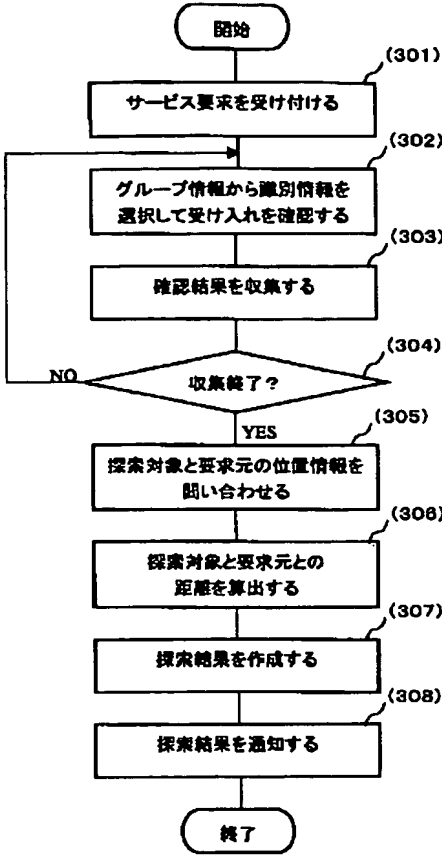 開始
(301)
サービス要求を受け付ける
(302)
グループ情報から識別情報を
選択して受け入れを確認する
(303)
確認結果を収集する
(304)
収集終了？
NO
YES
(305)
探索対象と要求元の位置情報を
問い合わせる
(306)
探索対象と要求元との
距離を算出する
(307)
探索結果を作成する
(308)
探索結果を通知する
終了